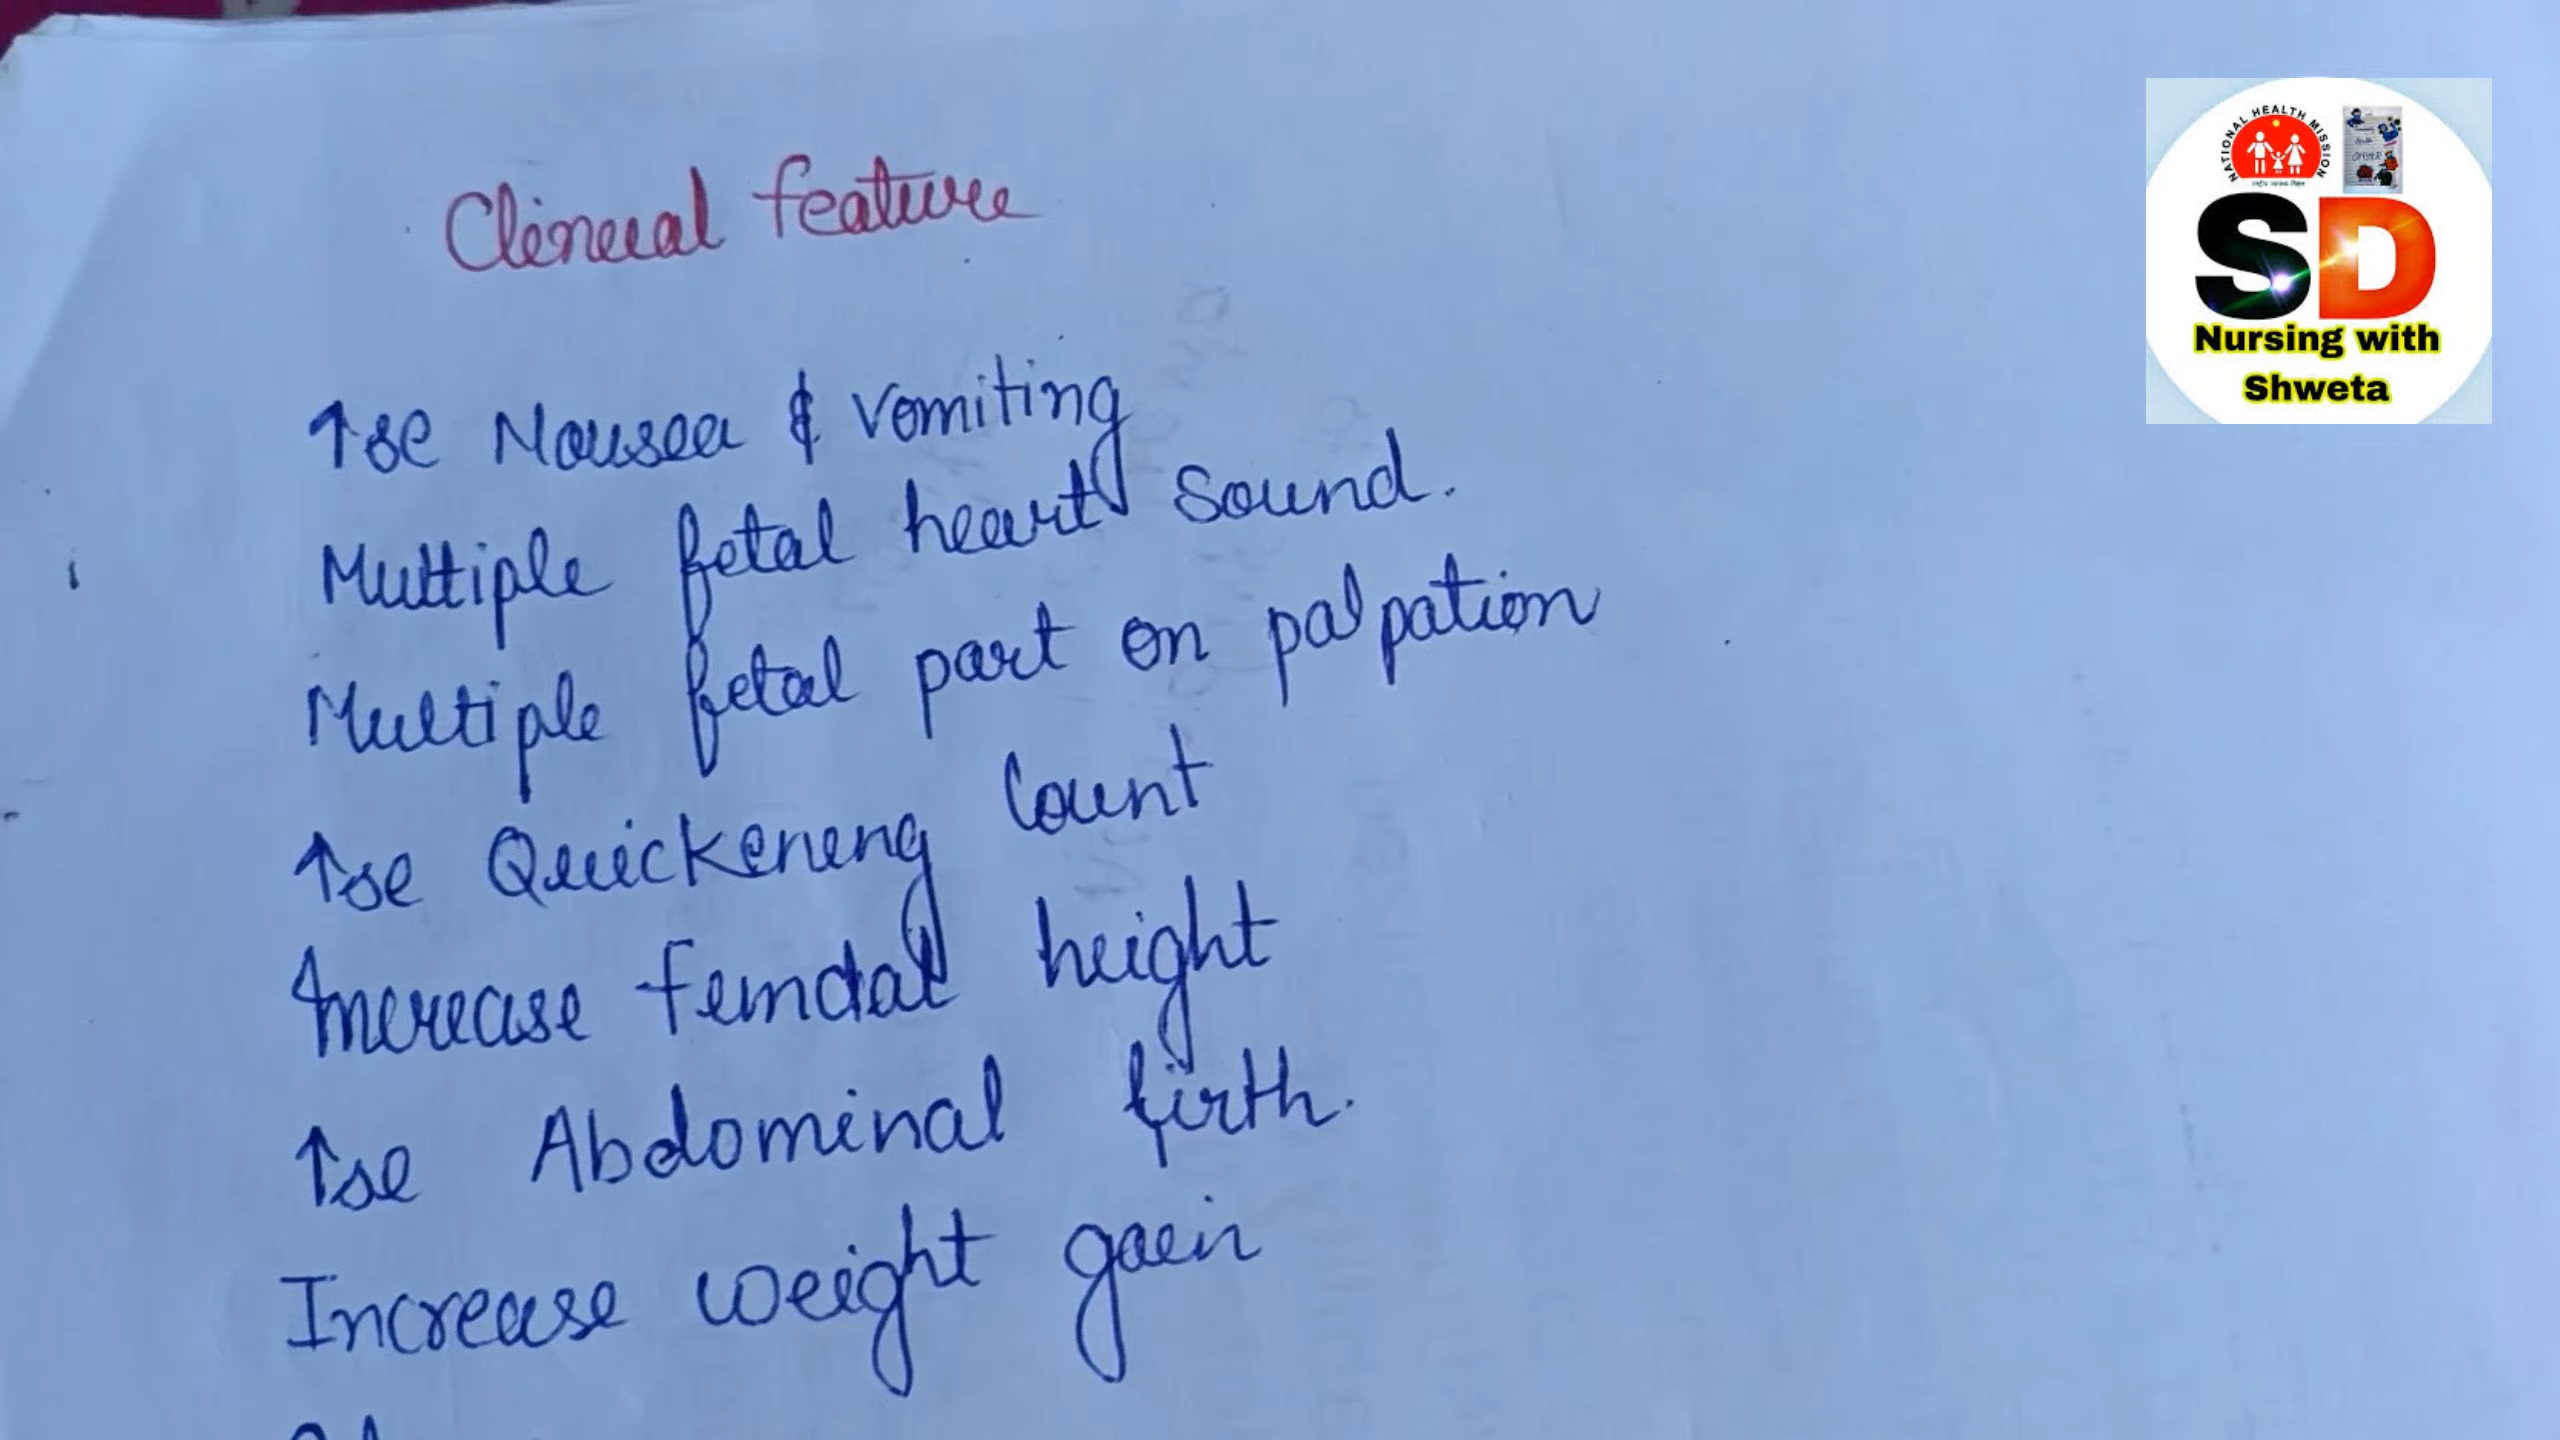 Clinical feature
↑se Nausea & vomiting
Multiple fetal heart sound.
Multiple fetal part on palpation
↑se Quickening Count
Increase fundal height
↑se Abdominal girth.
Increase weight gain
NATIONAL HEALTH MISSION
SD
Nursing with
Shweta